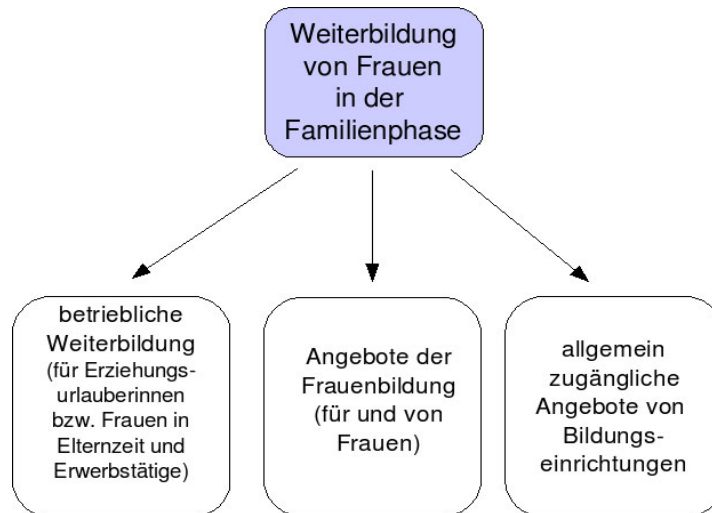 Weiterbildung
von Frauen
in der
Familienphase
betriebliche
Weiterbildung
(für Erziehungs-
urlauberinnen
bzw. Frauen in
Elternzeit und
Erwerbstätige)
Angebote der
Frauenbildung
(für und von
Frauen)
allgemein
zugängliche
Angebote von
Bildungs-
einrichtungen